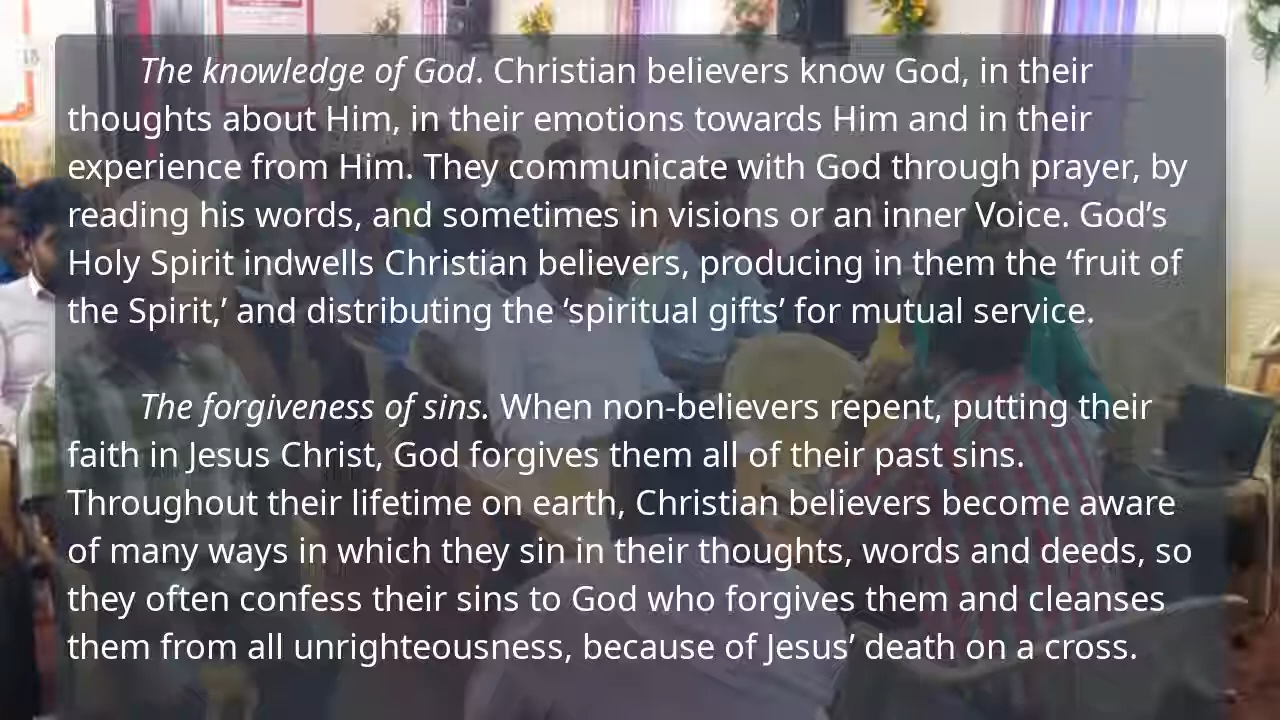 The knowledge of God. Christian believers know God, in their
thoughts about Him, in their emotions towards Him and in their
experience from Him. They communicate with God through prayer, by
reading his words, and sometimes in visions or an inner Voice. God’s
Holy Spirit indwells Christian believers, producing in them the ‘fruit of
the Spirit,’ and distributing the ‘spiritual gifts’ for mutual service.
The forgiveness of sins. When non-believers repent, putting their
faith in Jesus Christ, God forgives them all of their past sins.
Throughout their lifetime on earth, Christian believers become aware
of many ways in which they sin in their thoughts, words and deeds, so
they often confess their sins to God who forgives them and cleanses
them from all unrighteousness, because of Jesus’ death on a cross.